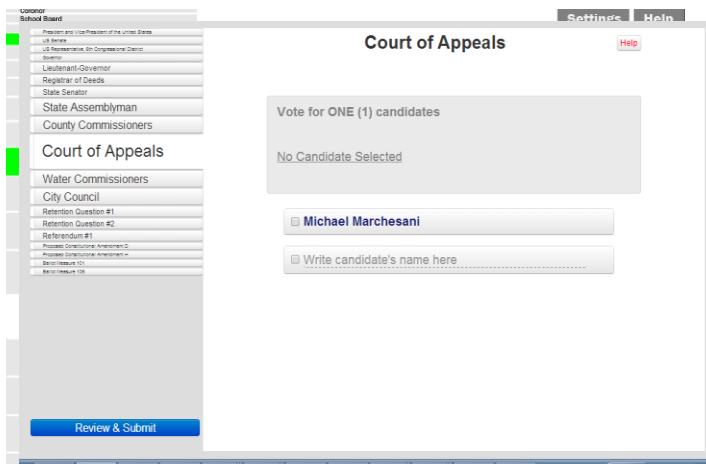 Coronor
School Board
Settings Help
President and Vice-President of the United States
US Senate
US Representative, 6th Congressional District
Governor
Lieutenant-Governor
Registrar of Deeds
State Senator
State Assemblyman
County Commissioners
Court of Appeals
Water Commissioners
City Council
Retention Question #1
Retention Question #2
Referendum #1
Proposed Constitutional Amendment D
Proposed Constitutional Amendment H
Ballot Measure 101
Ballot Measure 106
Review & Submit
Court of Appeals
Help
Vote for ONE (1) candidates
No Candidate Selected
Michael Marchesani
Write candidate's name here